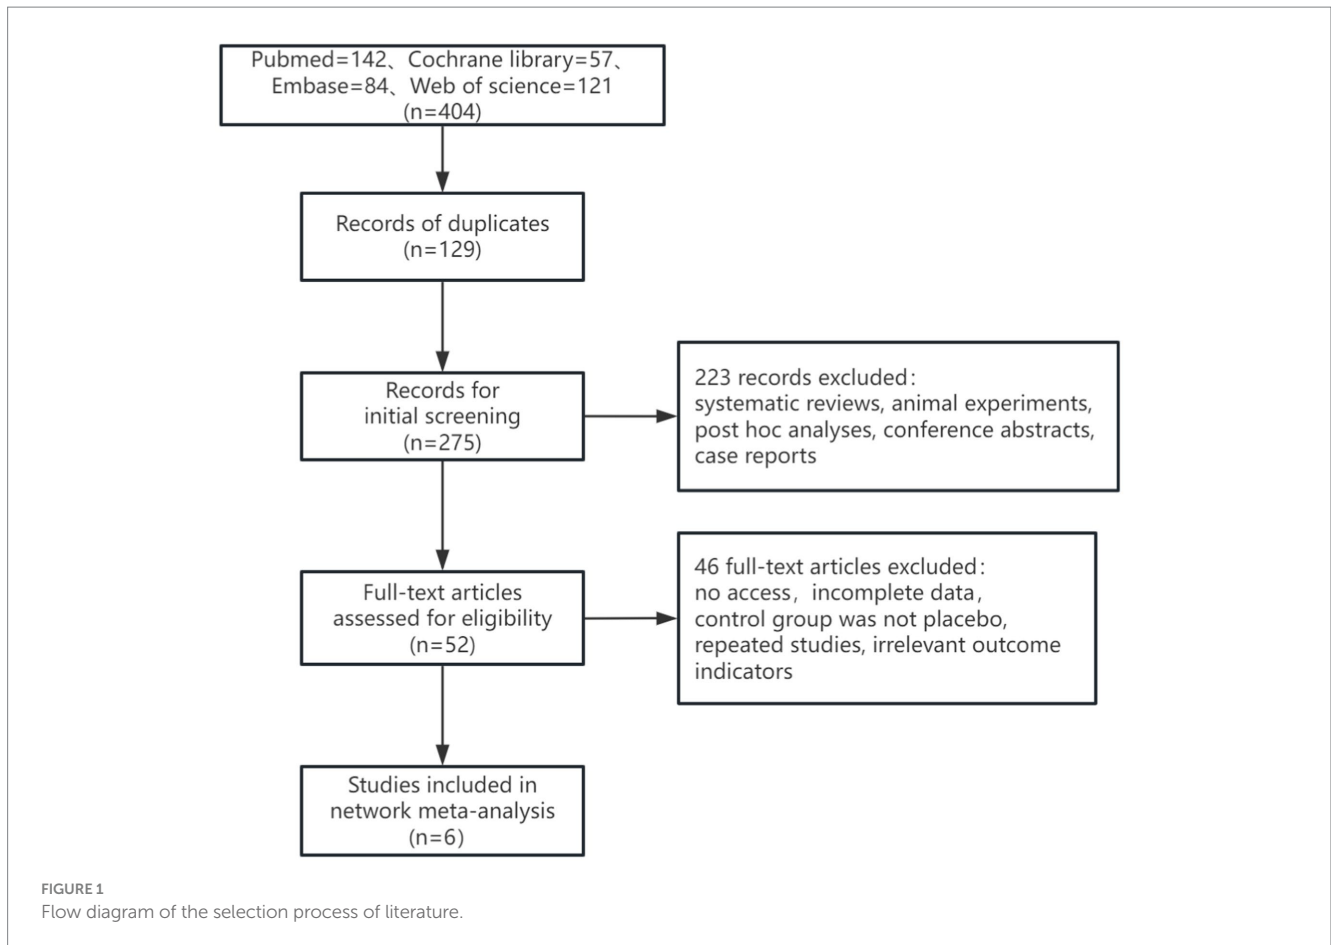 Pubmed=142、Cochrane library=57、
Embase=84、Web of science=121
(n=404)
Records of duplicates
(n=129)
Records for
initial screening
(n=275)
223 records excluded：
systematic reviews, animal experiments,
post hoc analyses, conference abstracts,
case reports
Full-text articles
assessed for eligibility
(n=52)
46 full-text articles excluded：
no access，incomplete data，
control group was not placebo,
repeated studies, irrelevant outcome
indicators
Studies included in
network meta-analysis
(n=6)
FIGURE 1
Flow diagram of the selection process of literature.